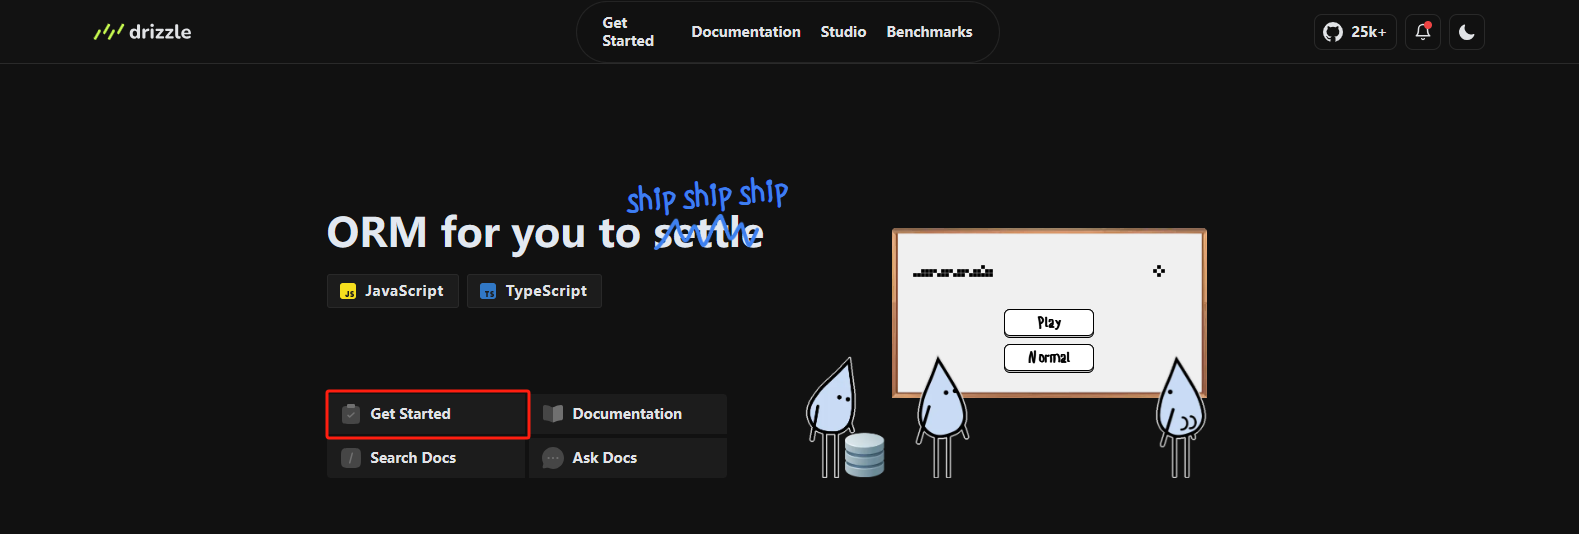 drizzle
Get
Started
Documentation
Studio
Benchmarks
25k+
ship ship ship
ORM for you to settle
JS JavaScript
TS TypeScript
Play
Normal
Get Started
Documentation
/ Search Docs
Ask Docs